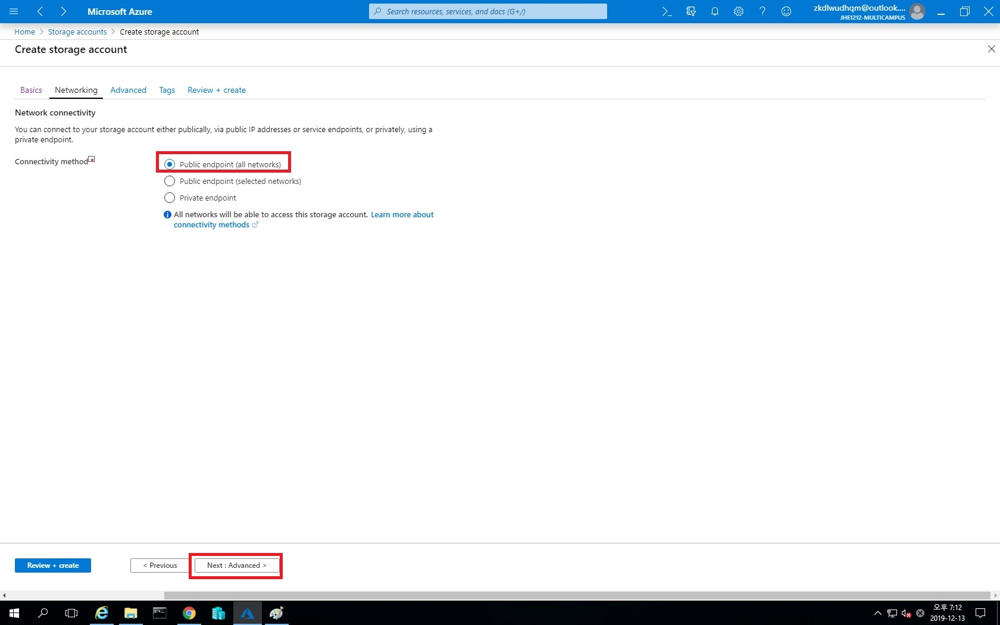 Microsoft Azure
Search resources, services, and docs (G+/)
zkdlwudhqm@outlook....
JHE1212-MULTICAMPUS
Home > Storage accounts > Create storage account
Create storage account
Basics Networking Advanced Tags Review + create
Network connectivity
You can connect to your storage account either publically, via public IP addresses or service endpoints, or privately, using a
private endpoint.
Connectivity method
Public endpoint (all networks)
Public endpoint (selected networks)
Private endpoint
All networks will be able to access this storage account. Learn more about
connectivity methods
Review + create < Previous Next : Advanced >
오후 7:12
2019-12-13